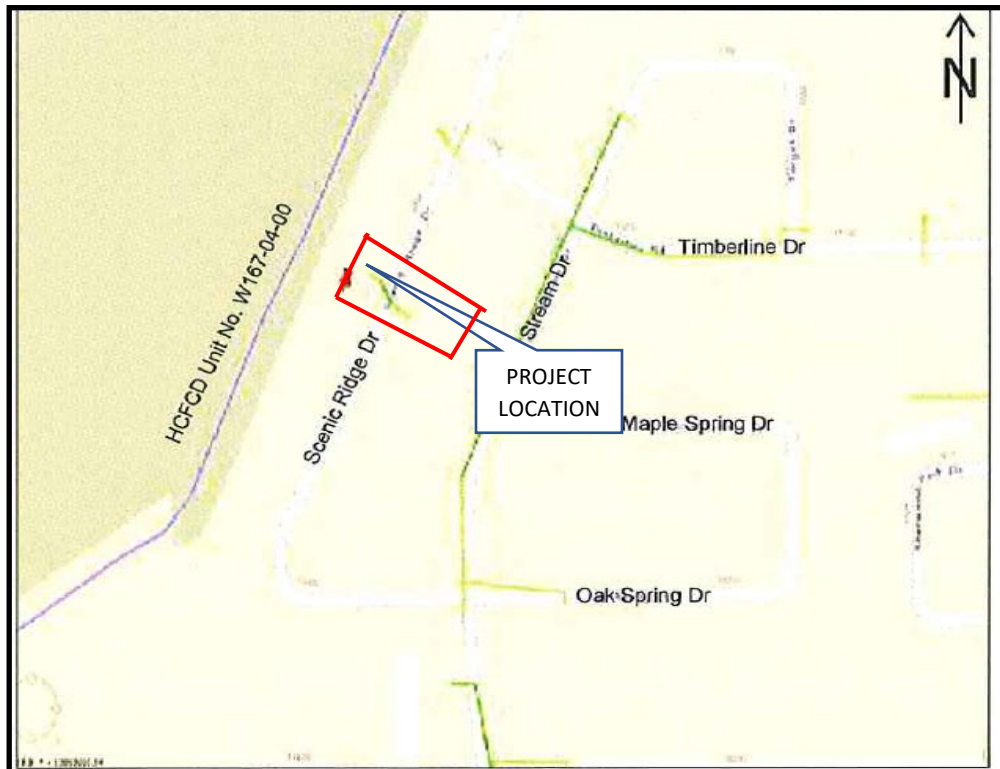 N
HCFCD Unit No. W167-04-00
Timberline Dr
Stream Dr
Scenic Ridge Dr
PROJECT
LOCATION
Maple Spring Dr
Oak Spring Dr